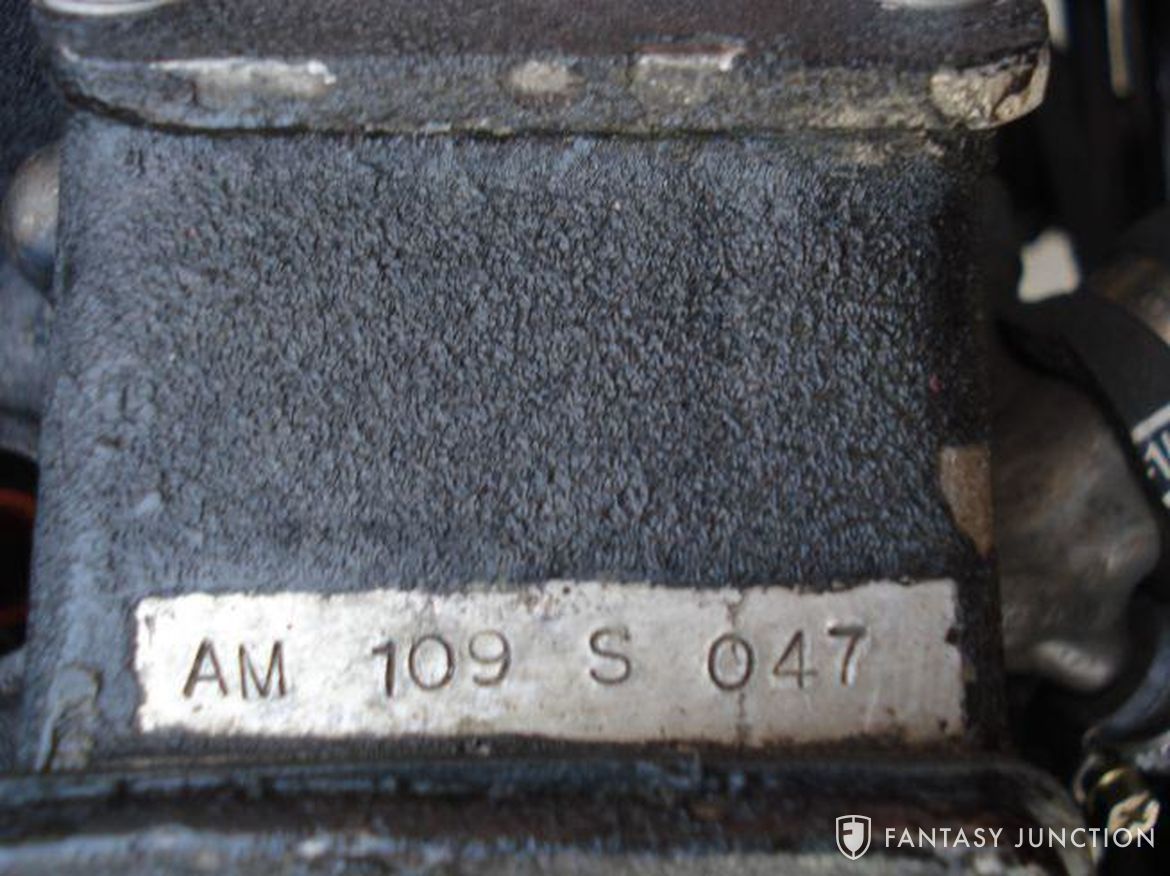 AM 109 S 047
FANTASY JUNCTION